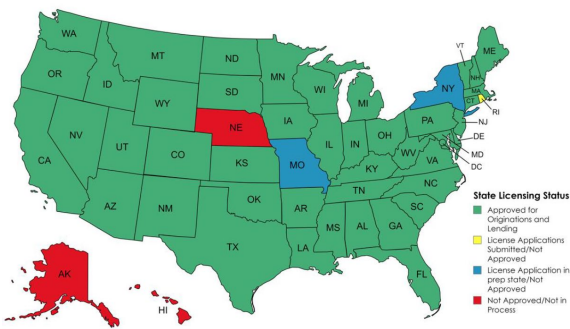 WA
MT
ND
MN
VT
ME
OR
ID
SD
WI
MI
NY
NH
MA
CT
RI
WY
NE
IA
PA
NJ
NV
UT
CO
KS
MO
IL
IN
OH
WV
VA
DE
MD
DC
CA
KY
AZ
NM
OK
AR
TN
NC
SC
TX
LA
MS
AL
GA
FL
AK
HI
State Licensing Status
Approved for
Originations and
Lending
License Applications
Submitted/Not
Approved
License Application in
prep state/Not
Approved
Not Approved/Not in
Process